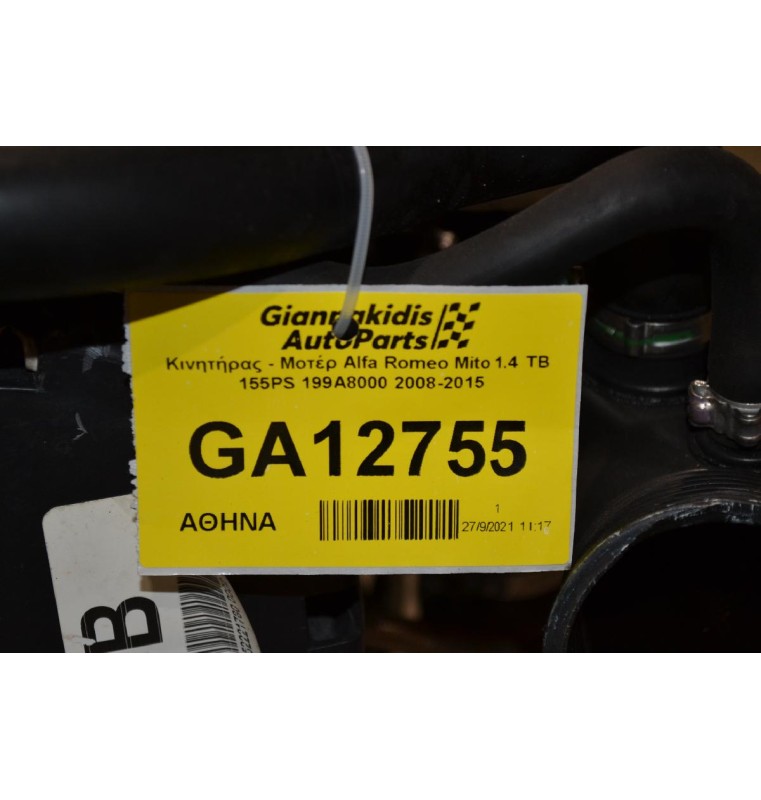 Giannakidis
AutoParts
Κινητήρας - Μοτέρ Alfa Romeo Mito 1.4 TB
155PS 199A8000 2008-2015
GA12755
ΑΘΗΝΑ
1
27/9/2021 11:17
B